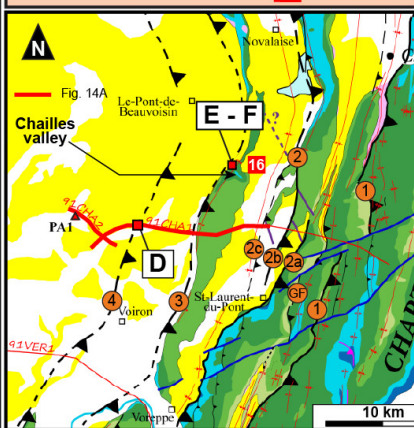 Novalaise
N
C
Fig. 14A
Le-Pont-de-
Beauvoisin
E - F
Chailles
valley
16
?
2
1
91CHA2
91CHA1
PA1
D
2c
2b
2a
4
3
St-Laurent-
du-Pont
GF
1
Voiron
CHART
91VER1
Voreppe
10 km